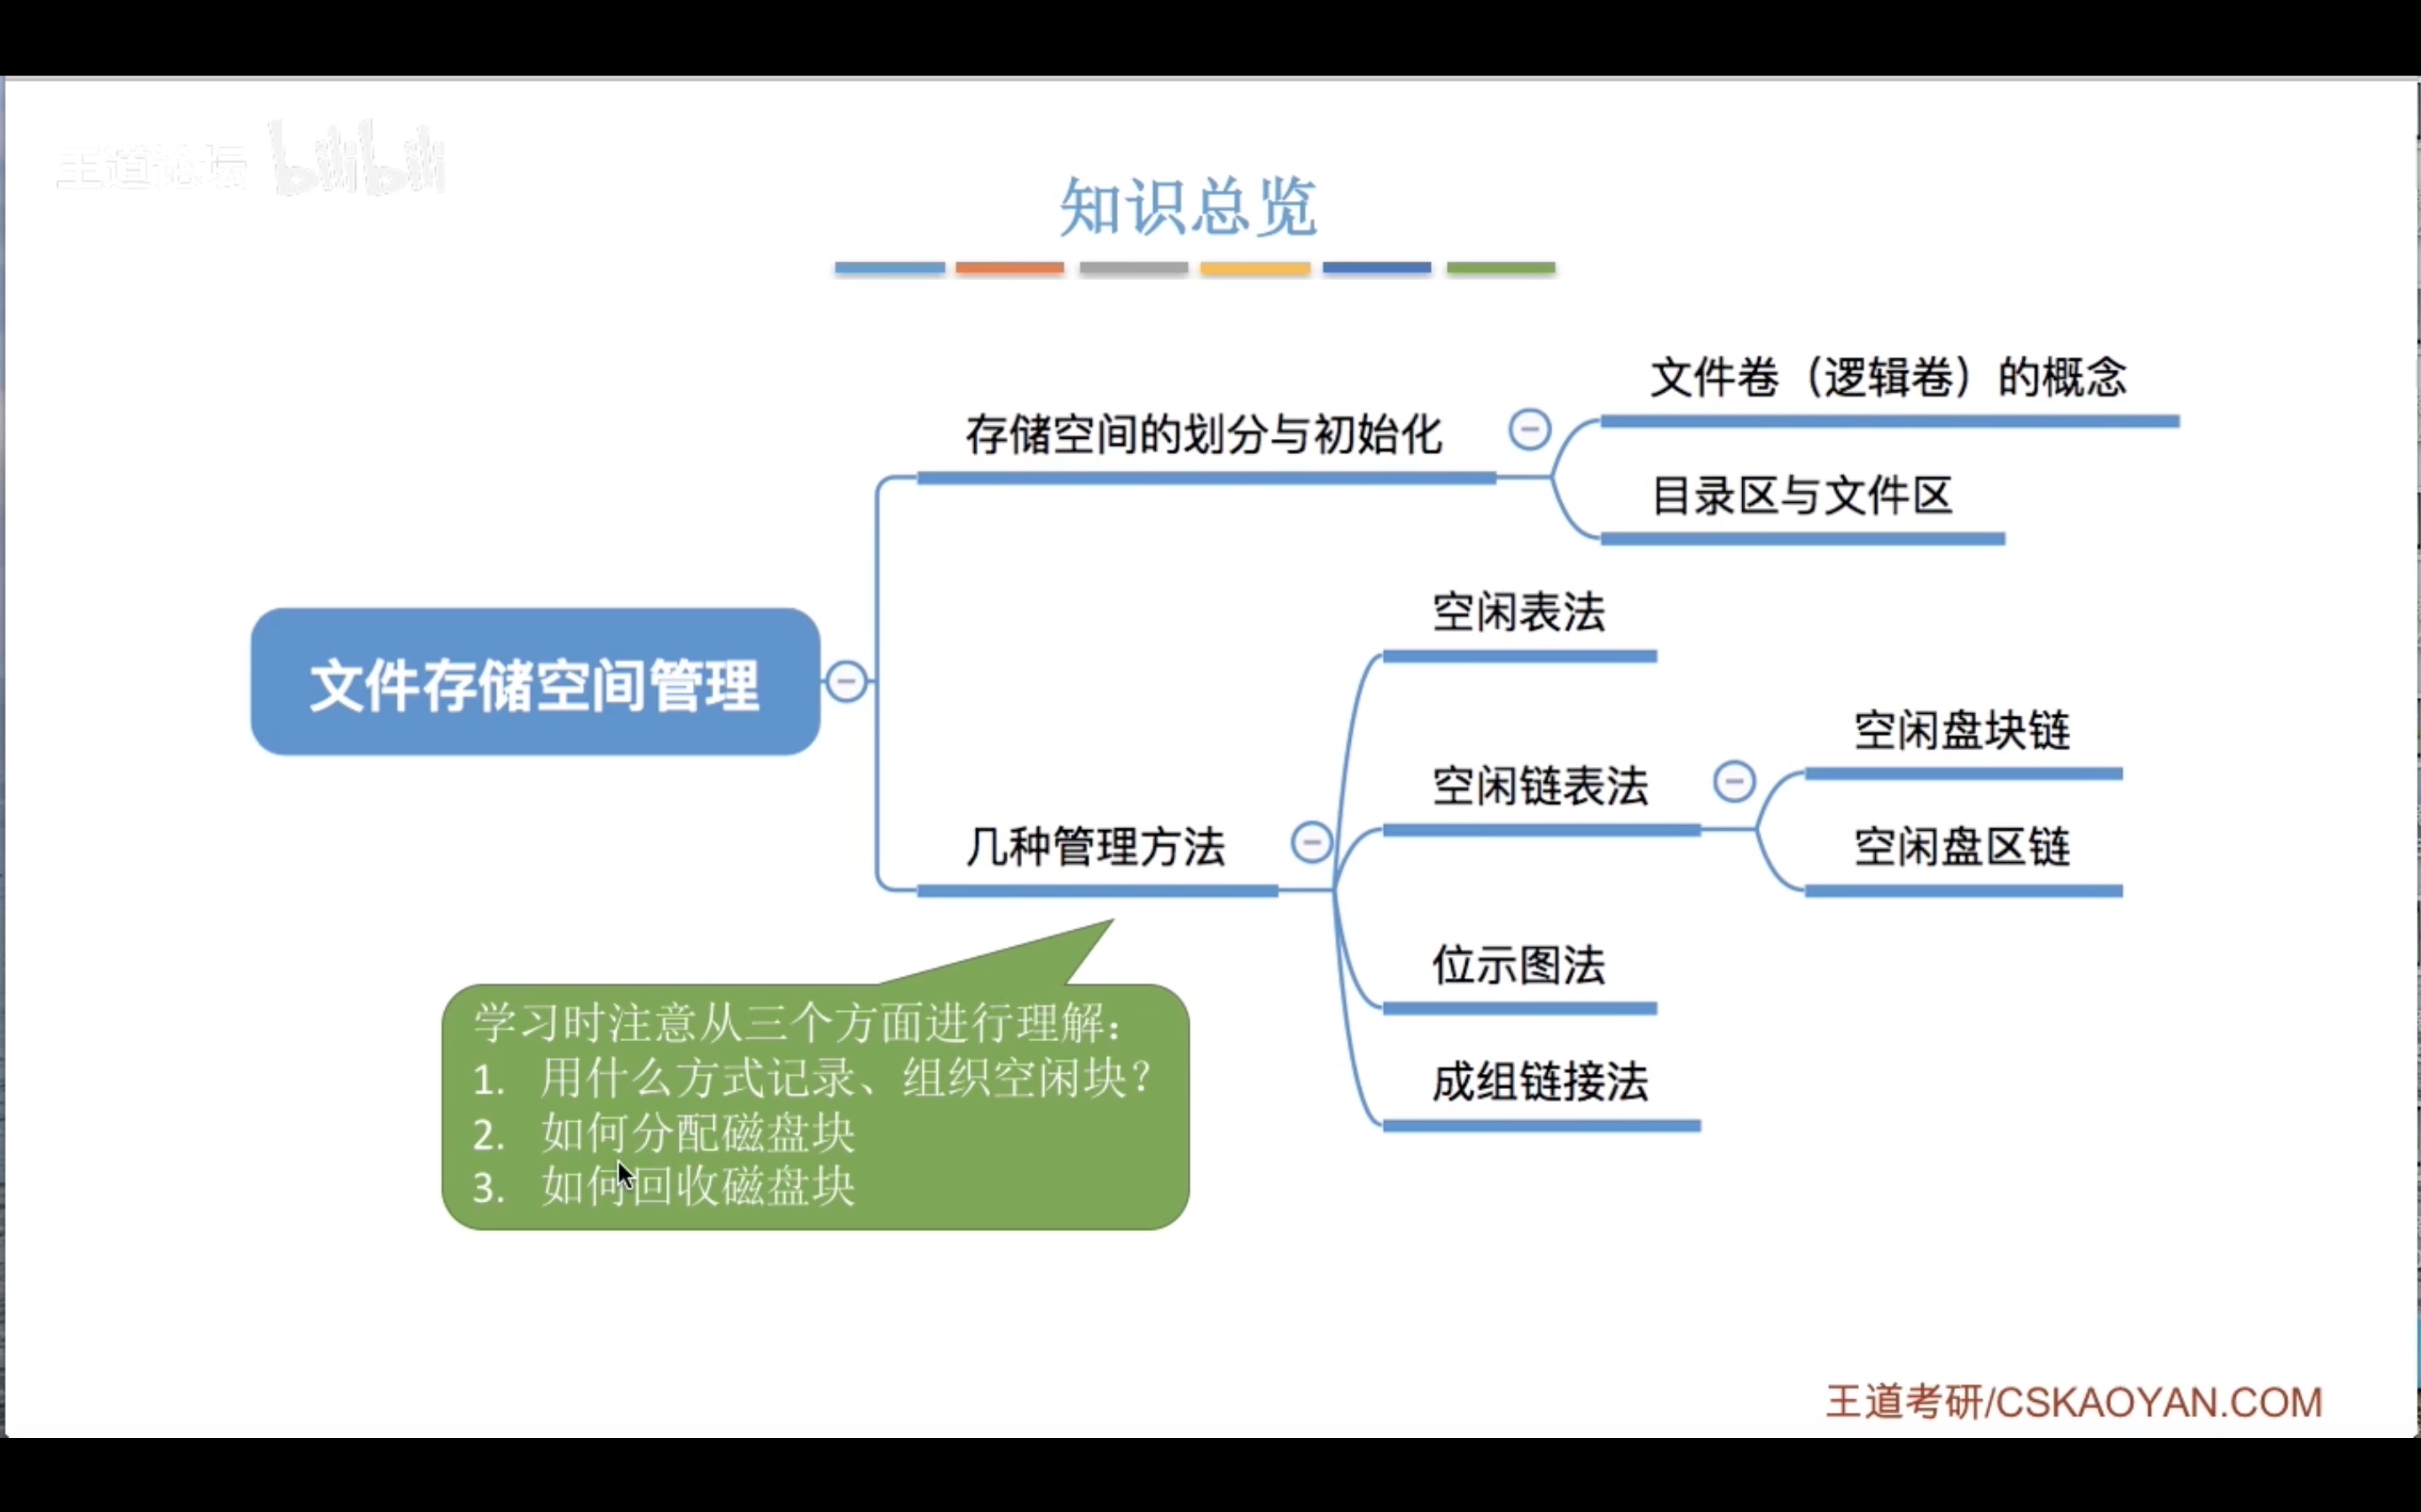 王道论坛 bilibili
知识总览
文件卷（逻辑卷）的概念
存储空间的划分与初始化
目录区与文件区
空闲表法
文件存储空间管理
空闲盘块链
空闲链表法
几种管理方法
空闲盘区链
位示图法
成组链接法
学习时注意从三个方面进行理解：
1. 用什么方式记录、组织空闲块？
2. 如何分配磁盘块
3. 如何回收磁盘块
王道考研/CSKAOYAN.COM